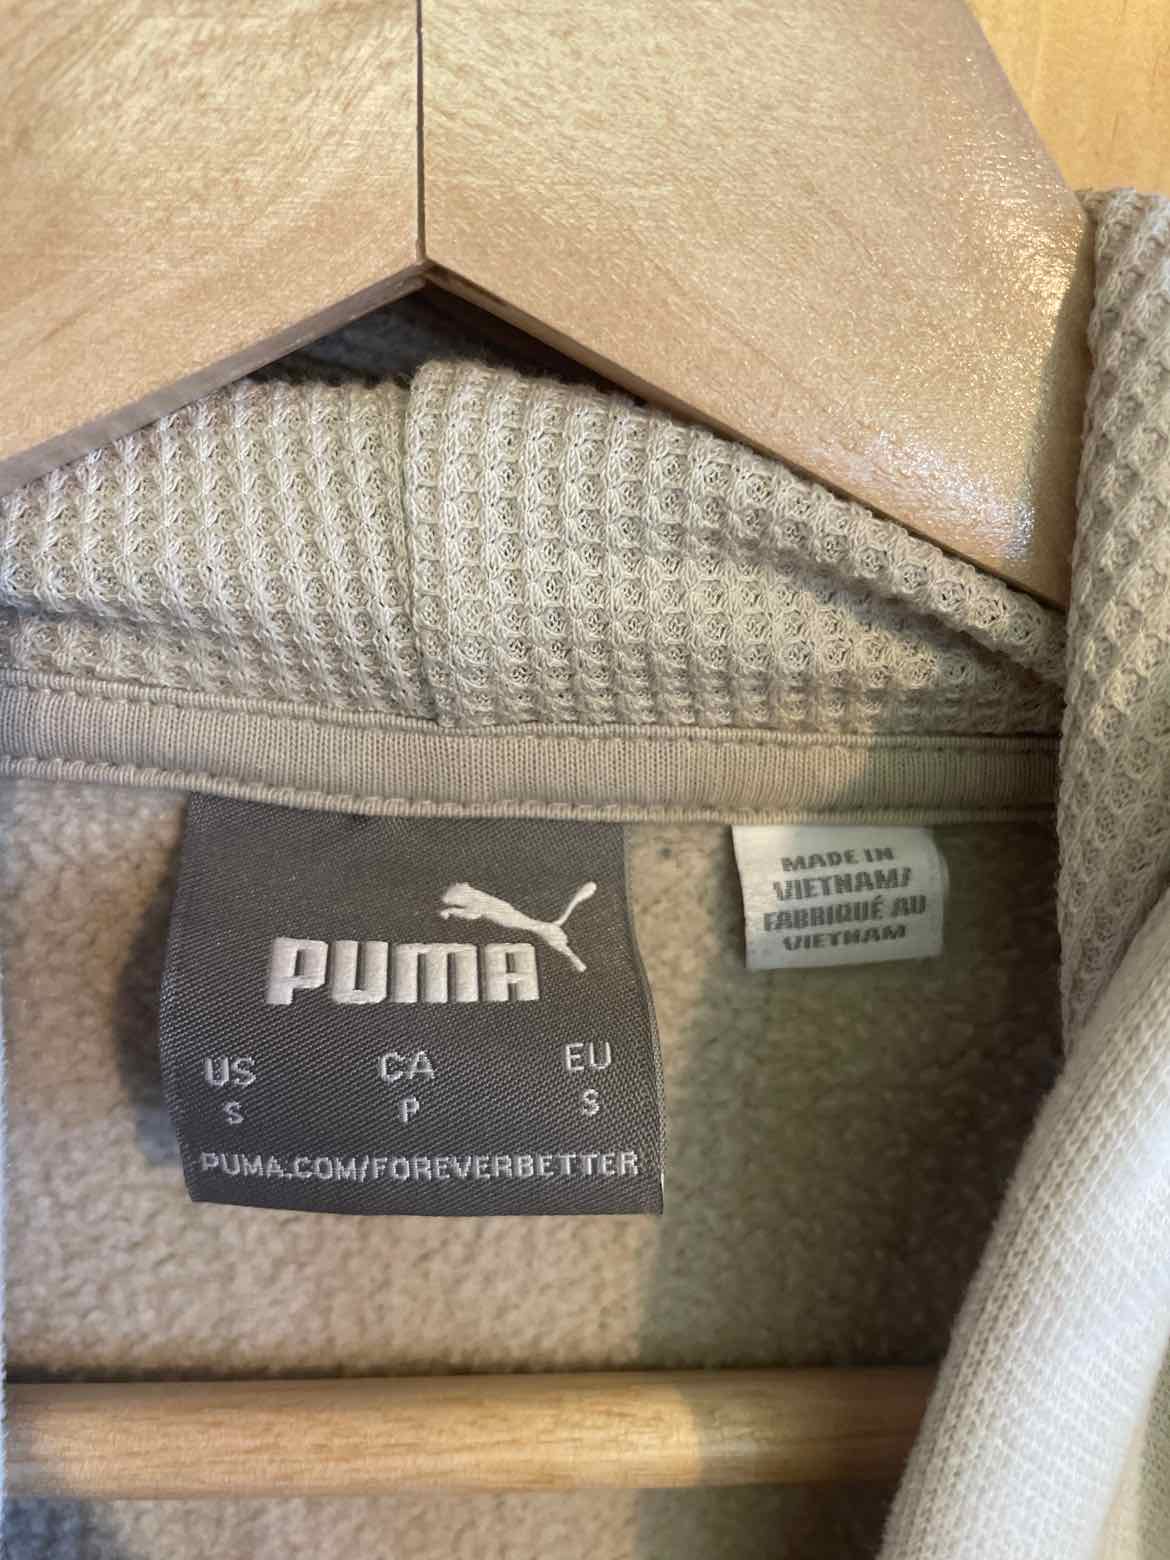 PUMA
US CA EU
S P S
PUMA.COM/FOREVERBETTER
MADE IN
VIETNAM/
FABRIQUÉ AU
VIETNAM